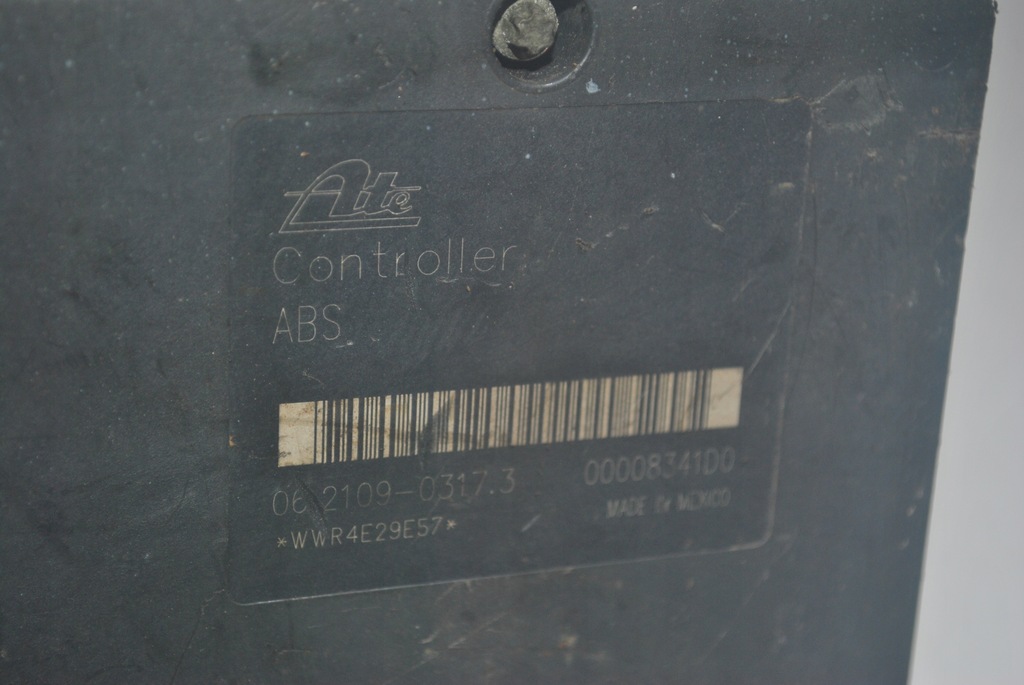 Ate
Controller
ABS
06.2109-0317.3 00008341D0
*WWR4E29E57* MADE IN MEXICO